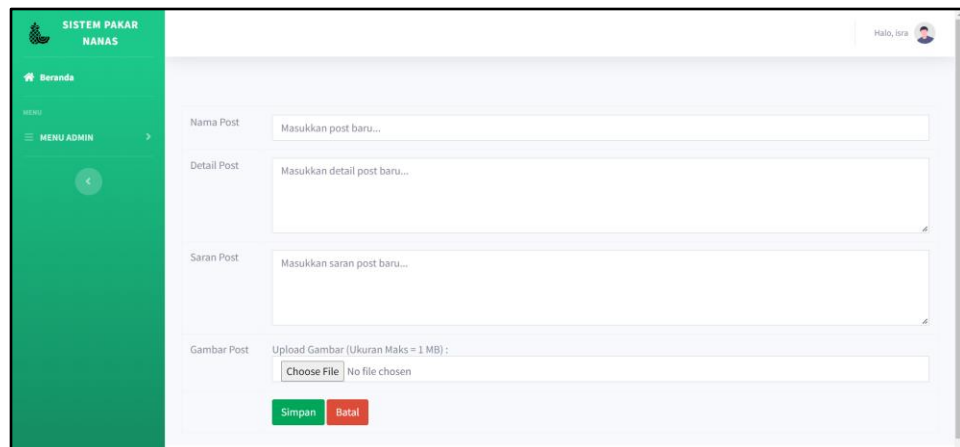 SISTEM PAKAR
NANAS
Halo, isra
Beranda
MENU
MENU ADMIN
Nama Post
Masukkan post baru...
Detail Post
Masukkan detail post baru...
Saran Post
Masukkan saran post baru...
Gambar Post
Upload Gambar (Ukuran Maks = 1 MB) :
Choose File No file chosen
Simpan Batal